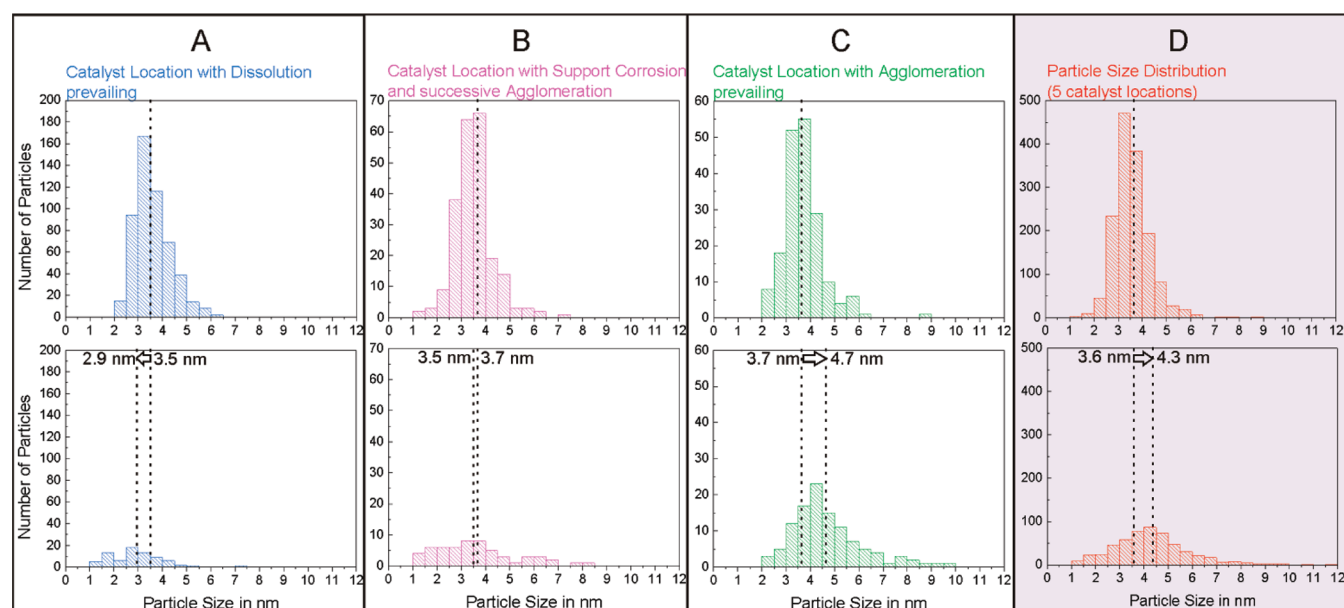 A
Catalyst Location with Dissolution
prevailing
200
180
160
140
120
100
80
60
40
20
0
Number of Particles
0 1 2 3 4 5 6 7 8 9 10 11 12
200
180
160
140
120
100
80
60
40
20
0
2.9 nm 3.5 nm
Number of Particles
0 1 2 3 4 5 6 7 8 9 10 11 12
Particle Size in nm
B
Catalyst Location with Support Corrosion
and successive Agglomeration
70
60
50
40
30
20
10
0
0 1 2 3 4 5 6 7 8 9 10 11 12
70
60
50
40
30
20
10
0
3.5 nm 3.7 nm
0 1 2 3 4 5 6 7 8 9 10 11 12
Particle Size in nm
C
Catalyst Location with Agglomeration
prevailing
60
50
40
30
20
10
0
0 1 2 3 4 5 6 7 8 9 10 11 12
60
50
40
30
20
10
0
3.7 nm 4.7 nm
0 1 2 3 4 5 6 7 8 9 10 11 12
Particle Size in nm
D
Particle Size Distribution
(5 catalyst locations)
500
400
300
200
100
0
0 1 2 3 4 5 6 7 8 9 10 11 12
500
400
300
200
100
0
3.6 nm 4.3 nm
0 1 2 3 4 5 6 7 8 9 10 11 12
Particle Size in nm